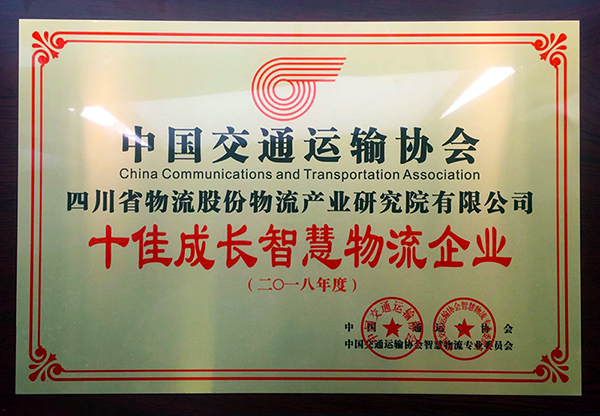 中国交通运输协会
China Communications and Transportation Association
四川省物流股份物流产业研究院有限公司
十佳成长智慧物流企业
(二〇一八年度)
中国交通运输协会
中国交通运输协会智慧物流专业委员会